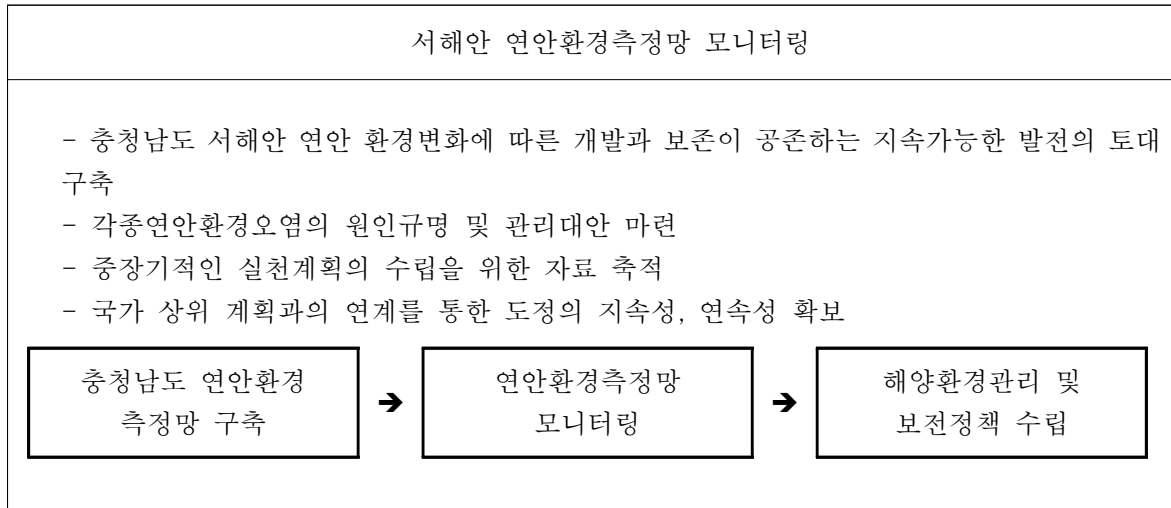 서해안 연안환경측정망 모니터링
- 충청남도 서해안 연안 환경변화에 따른 개발과 보존이 공존하는 지속가능한 발전의 토대
구축
- 각종연안환경오염의 원인규명 및 관리대안 마련
- 중장기적인 실천계획의 수립을 위한 자료 축적
- 국가 상위 계획과의 연계를 통한 도정의 지속성, 연속성 확보
충청남도 연안환경
측정망 구축
➔
연안환경측정망
모니터링
➔
해양환경관리 및
보전정책 수립